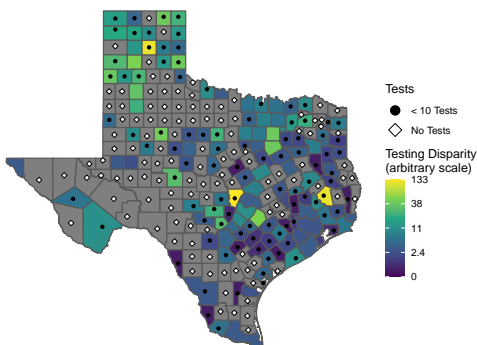 Tests
< 10 Tests
No Tests
Testing Disparity
(arbitrary scale)
133
38
11
2.4
0